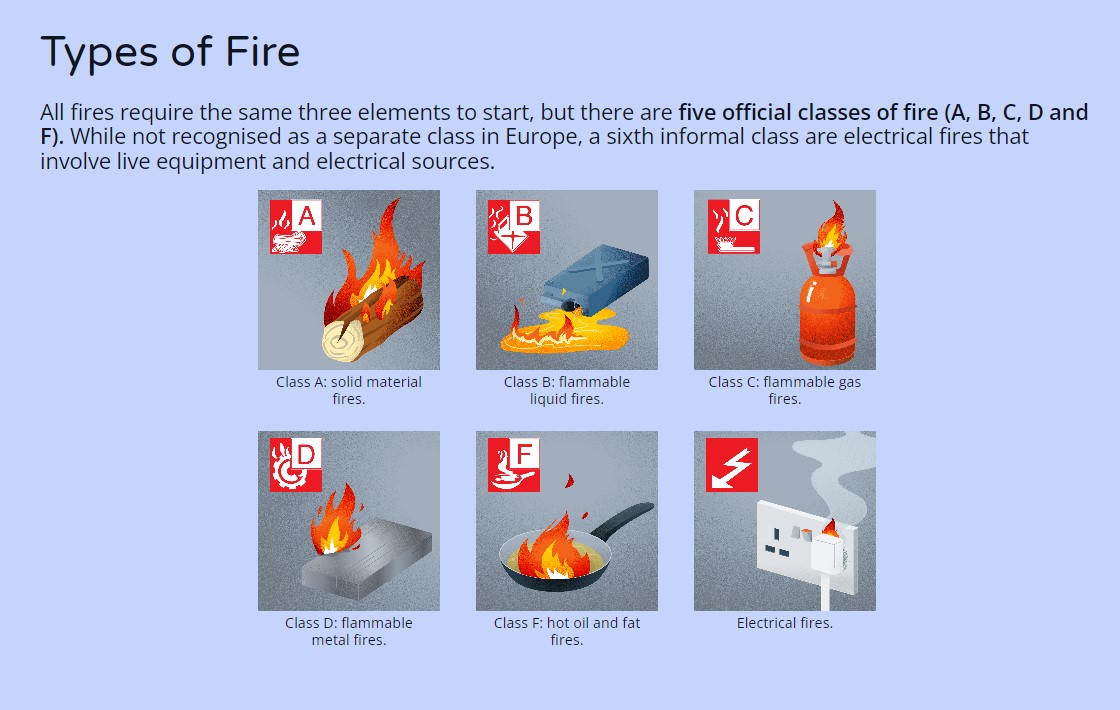 Types of Fire
All fires require the same three elements to start, but there are five official classes of fire (A, B, C, D and
F). While not recognised as a separate class in Europe, a sixth informal class are electrical fires that
involve live equipment and electrical sources.
A
B
C
Class A: solid material
fires.
Class B: flammable
liquid fires.
Class C: flammable gas
fires.
D
F
Class D: flammable
metal fires.
Class F: hot oil and fat
fires.
Electrical fires.